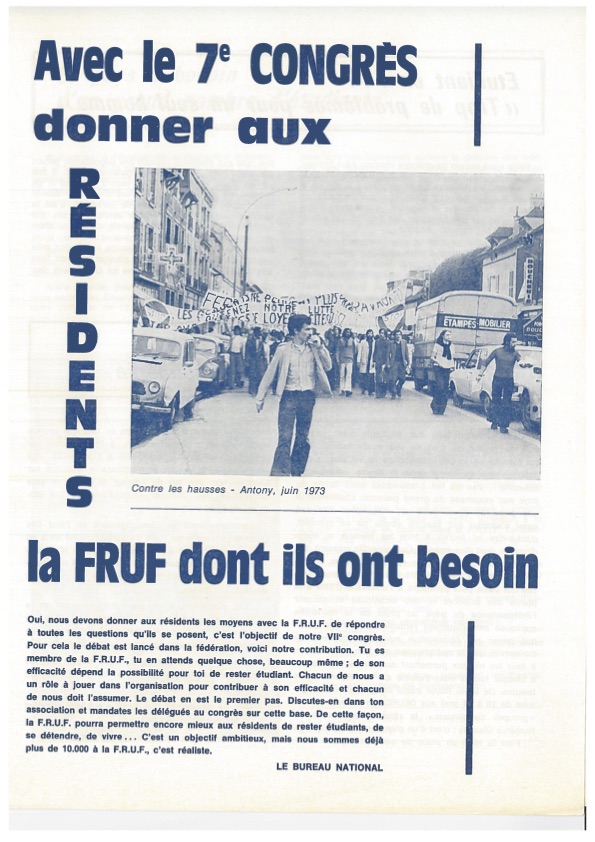 Avec le 7e CONGRÈS
donner aux
RÉSIDENTS
ÉTAMPES MOBILIER
Contre les hausses - Antony, juin 1973
la FRUF dont ils ont besoin
Oui, nous devons donner aux résidents les moyens avec la F.R.U.F. de répondre
à toutes les questions qu'ils se posent, c'est l'objectif de notre VIIe congrès.
Pour cela le débat est lancé dans la fédération, voici notre contribution. Tu es
membre de la F.R.U.F., tu en attends quelque chose, beaucoup même ; de son
efficacité dépend la possibilité pour toi de rester étudiant. Chacun de nous a
un rôle à jouer dans l'organisation pour contribuer à son efficacité et chacun
de nous doit l'assumer. Le débat en est le premier pas. Discutes-en dans ton
association et mandates les délégués au congrès sur cette base. De cette façon,
la F.R.U.F. pourra permettre encore mieux aux résidents de rester étudiants, de
se détendre, de vivre... C'est un objectif ambitieux, mais nous sommes déjà
plus de 10.000 à la F.R.U.F., c'est réaliste.
LE BUREAU NATIONAL